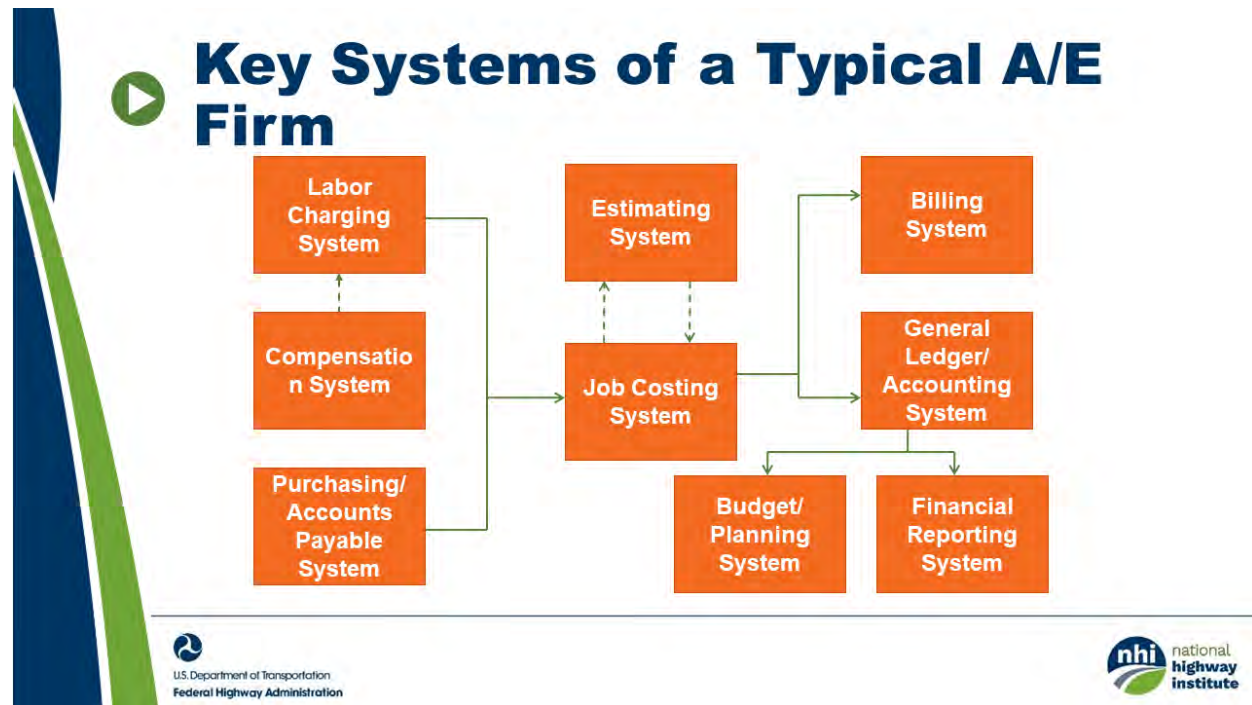 Key Systems of a Typical A/E
Firm
Labor
Charging
System
Estimating
System
Billing
System
Compensatio
n System
Job Costing
System
General
Ledger/
Accounting
System
Purchasing/
Accounts
Payable
System
Budget/
Planning
System
Financial
Reporting
System
U.S. Department of Transportation
Federal Highway Administration
nhi
national
highway
institute